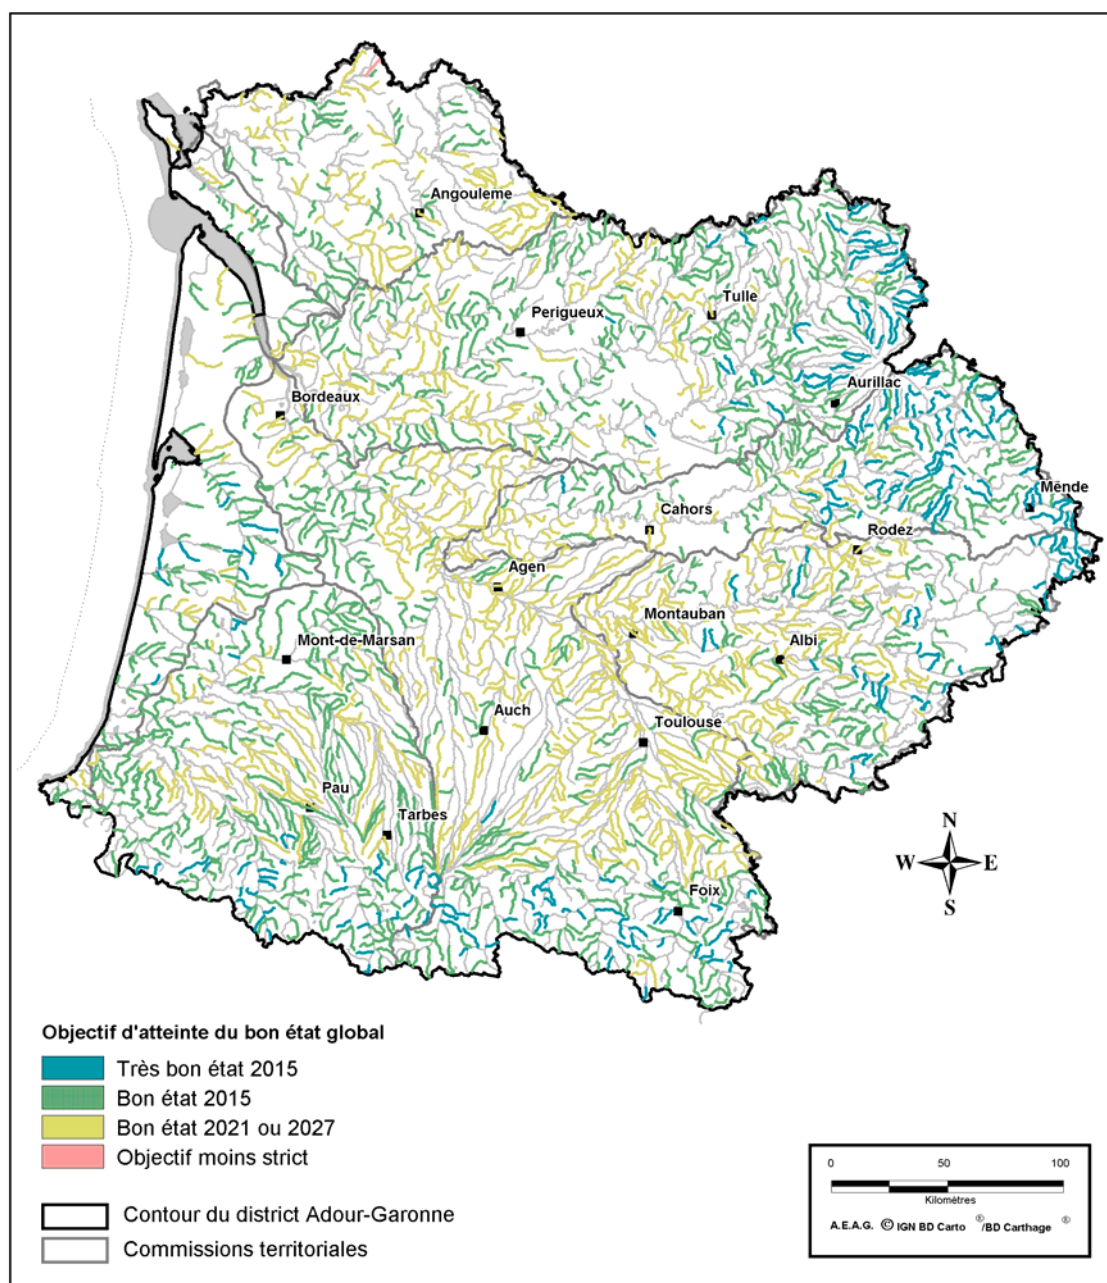 Angouleme
Tulle
Perigueux
Aurillac
Bordeaux
Mende
Cahors
Rodez
Agen
Montauban
Mont-de-Marsan
Albi
Auch
Toulouse
Pau
Tarbes
Foix
N
W E
S
Objectif d'atteinte du bon état global
Très bon état 2015
Bon état 2015
Bon état 2021 ou 2027
Objectif moins strict
Contour du district Adour-Garonne
Commissions territoriales
0 50 100
Kilomètres
A.E.A.G. © IGN BD Carto ® /BD Carthage ®